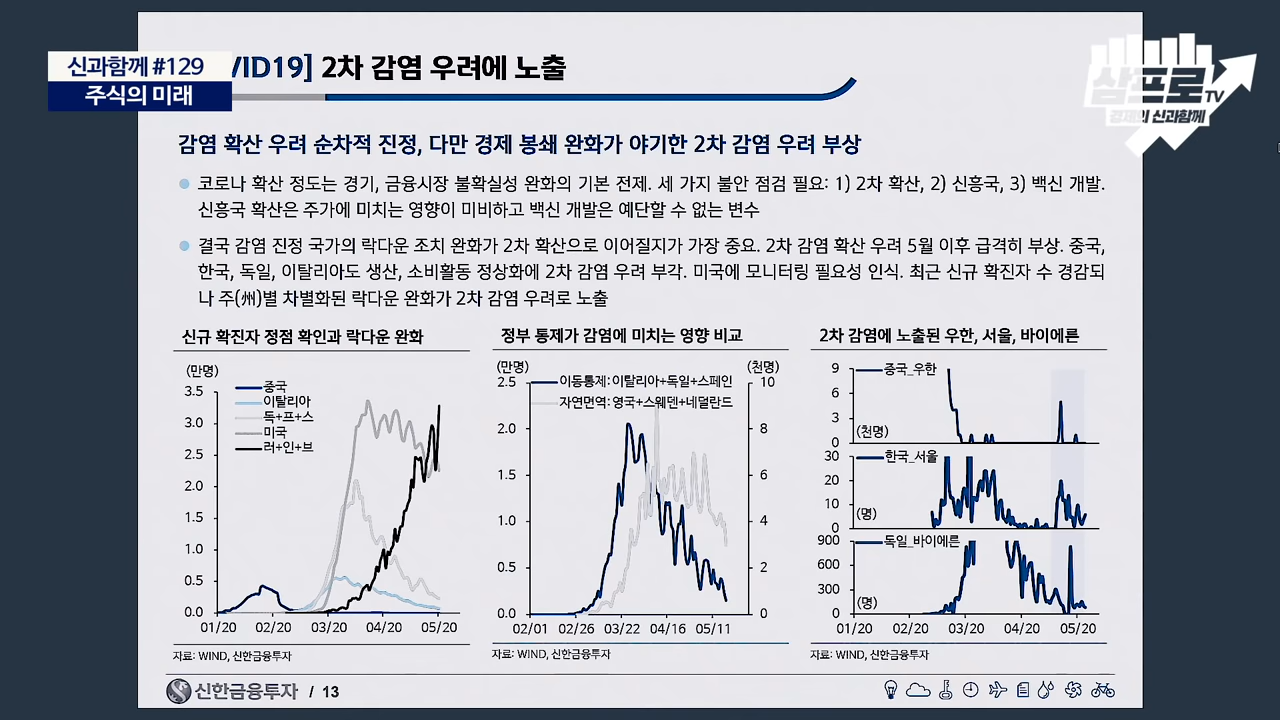 신과함께 #129
주식의 미래
VID19] 2차 감염 우려에 노출
삼프로TV
경제의 신과함께
감염 확산 우려 순차적 진정, 다만 경제 봉쇄 완화가 야기한 2차 감염 우려 부상
코로나 확산 정도는 경기, 금융시장 불확실성 완화의 기본 전제. 세 가지 불안 점검 필요: 1) 2차 확산, 2) 신흥국, 3) 백신 개발.
신흥국 확산은 주가에 미치는 영향이 미비하고 백신 개발은 예단할 수 없는 변수
결국 감염 진정 국가의 락다운 조치 완화가 2차 확산으로 이어질지가 가장 중요. 2차 감염 확산 우려 5월 이후 급격히 부상. 중국,
한국, 독일, 이탈리아도 생산, 소비활동 정상화에 2차 감염 우려 부각. 미국에 모니터링 필요성 인식. 최근 신규 확진자 수 경감되
나 주(州)별 차별화된 락다운 완화가 2차 감염 우려로 노출
신규 확진자 정점 확인과 락다운 완화
(만명)
3.5
3.0
2.5
2.0
1.5
1.0
0.5
0.0
중국
이탈리아
독+프+스
미국
러+인+브
01/20 02/20 03/20 04/20 05/20
자료: WIND, 신한금융투자
정부 통제가 감염에 미치는 영향 비교
(만명) (천명)
2.5
2.0
1.5
1.0
0.5
0.0
이동통제: 이탈리아+독일+스페인
자연면역: 영국+스웨덴+네덜란드
10
8
6
4
2
0
02/01 02/26 03/22 04/16 05/11
자료: WIND, 신한금융투자
2차 감염에 노출된 우한, 서울, 바이에른
9
6
3
0
중국_우한
(천명)
30
20
10
0
한국_서울
(명)
900
600
300
0
독일_바이에른
(명)
01/20 02/20 03/20 04/20 05/20
자료: WIND, 신한금융투자
신한금융투자 / 13